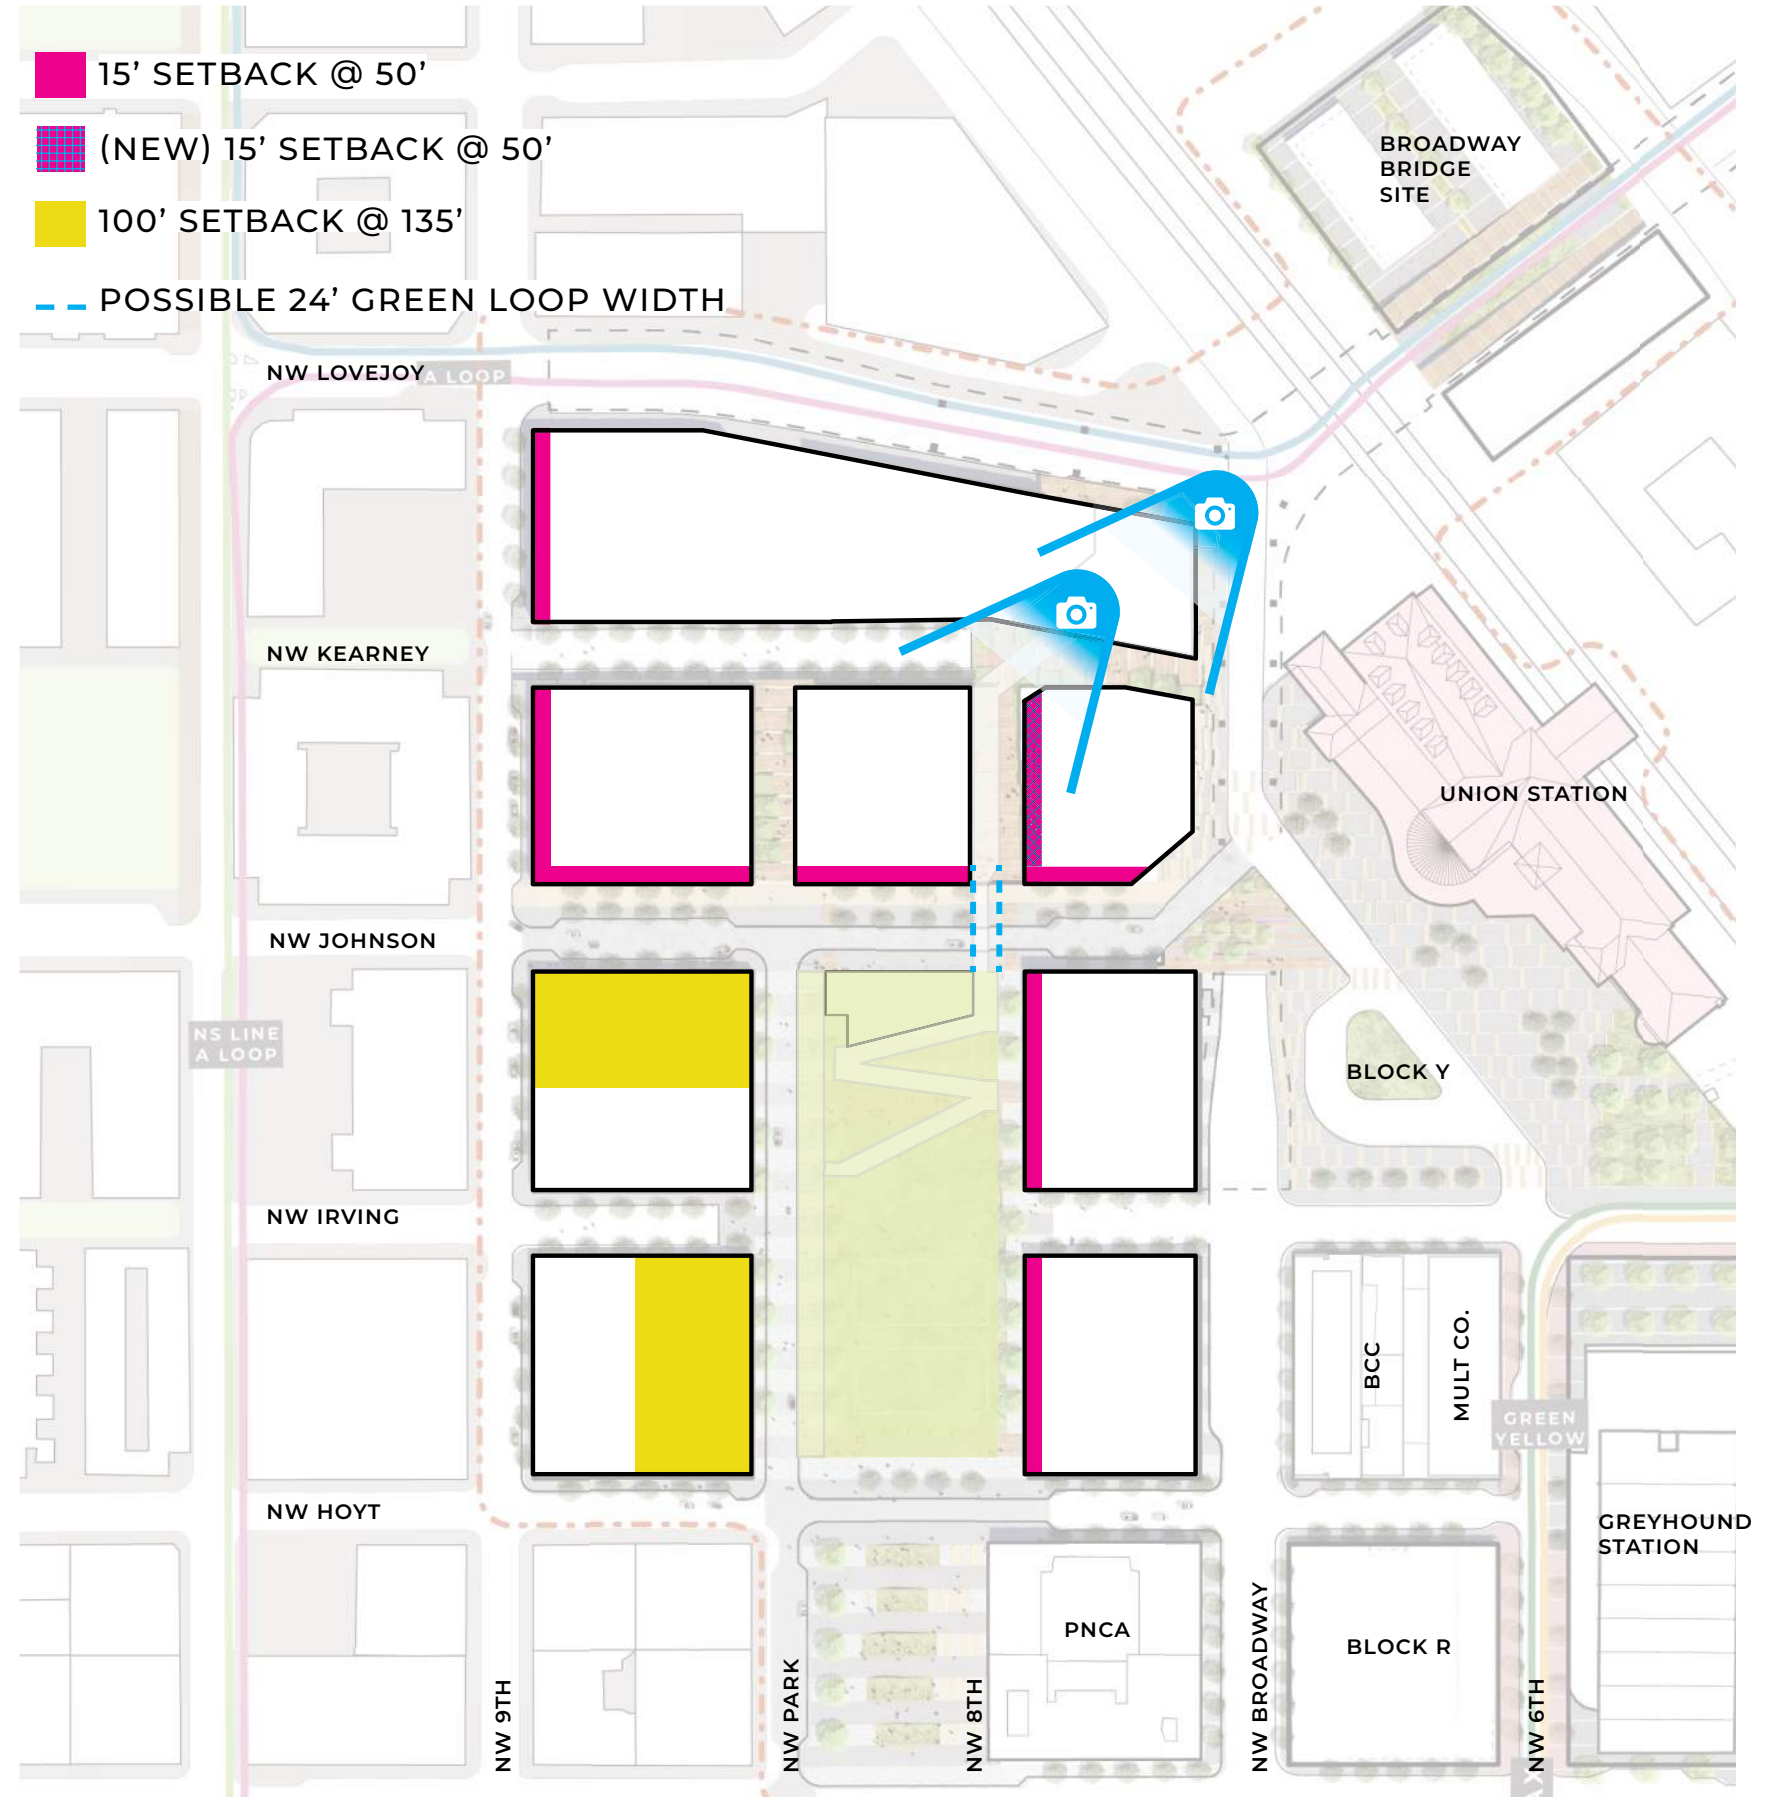 15’ SETBACK @ 50’
(NEW) 15’ SETBACK @ 50’
100’ SETBACK @ 135’
POSSIBLE 24’ GREEN LOOP WIDTH
BROADWAY
BRIDGE
SITE
NW LOVEJOY
A LOOP
NW KEARNEY
UNION STATION
NW JOHNSON
NS LINE
A LOOP
BLOCK Y
NW IRVING
BCC
MULT CO.
GREEN
YELLOW
NW HOYT
GREYHOUND
STATION
PNCA
BLOCK R
NW 9TH
NW PARK
NW 8TH
NW BROADWAY
NW 6TH